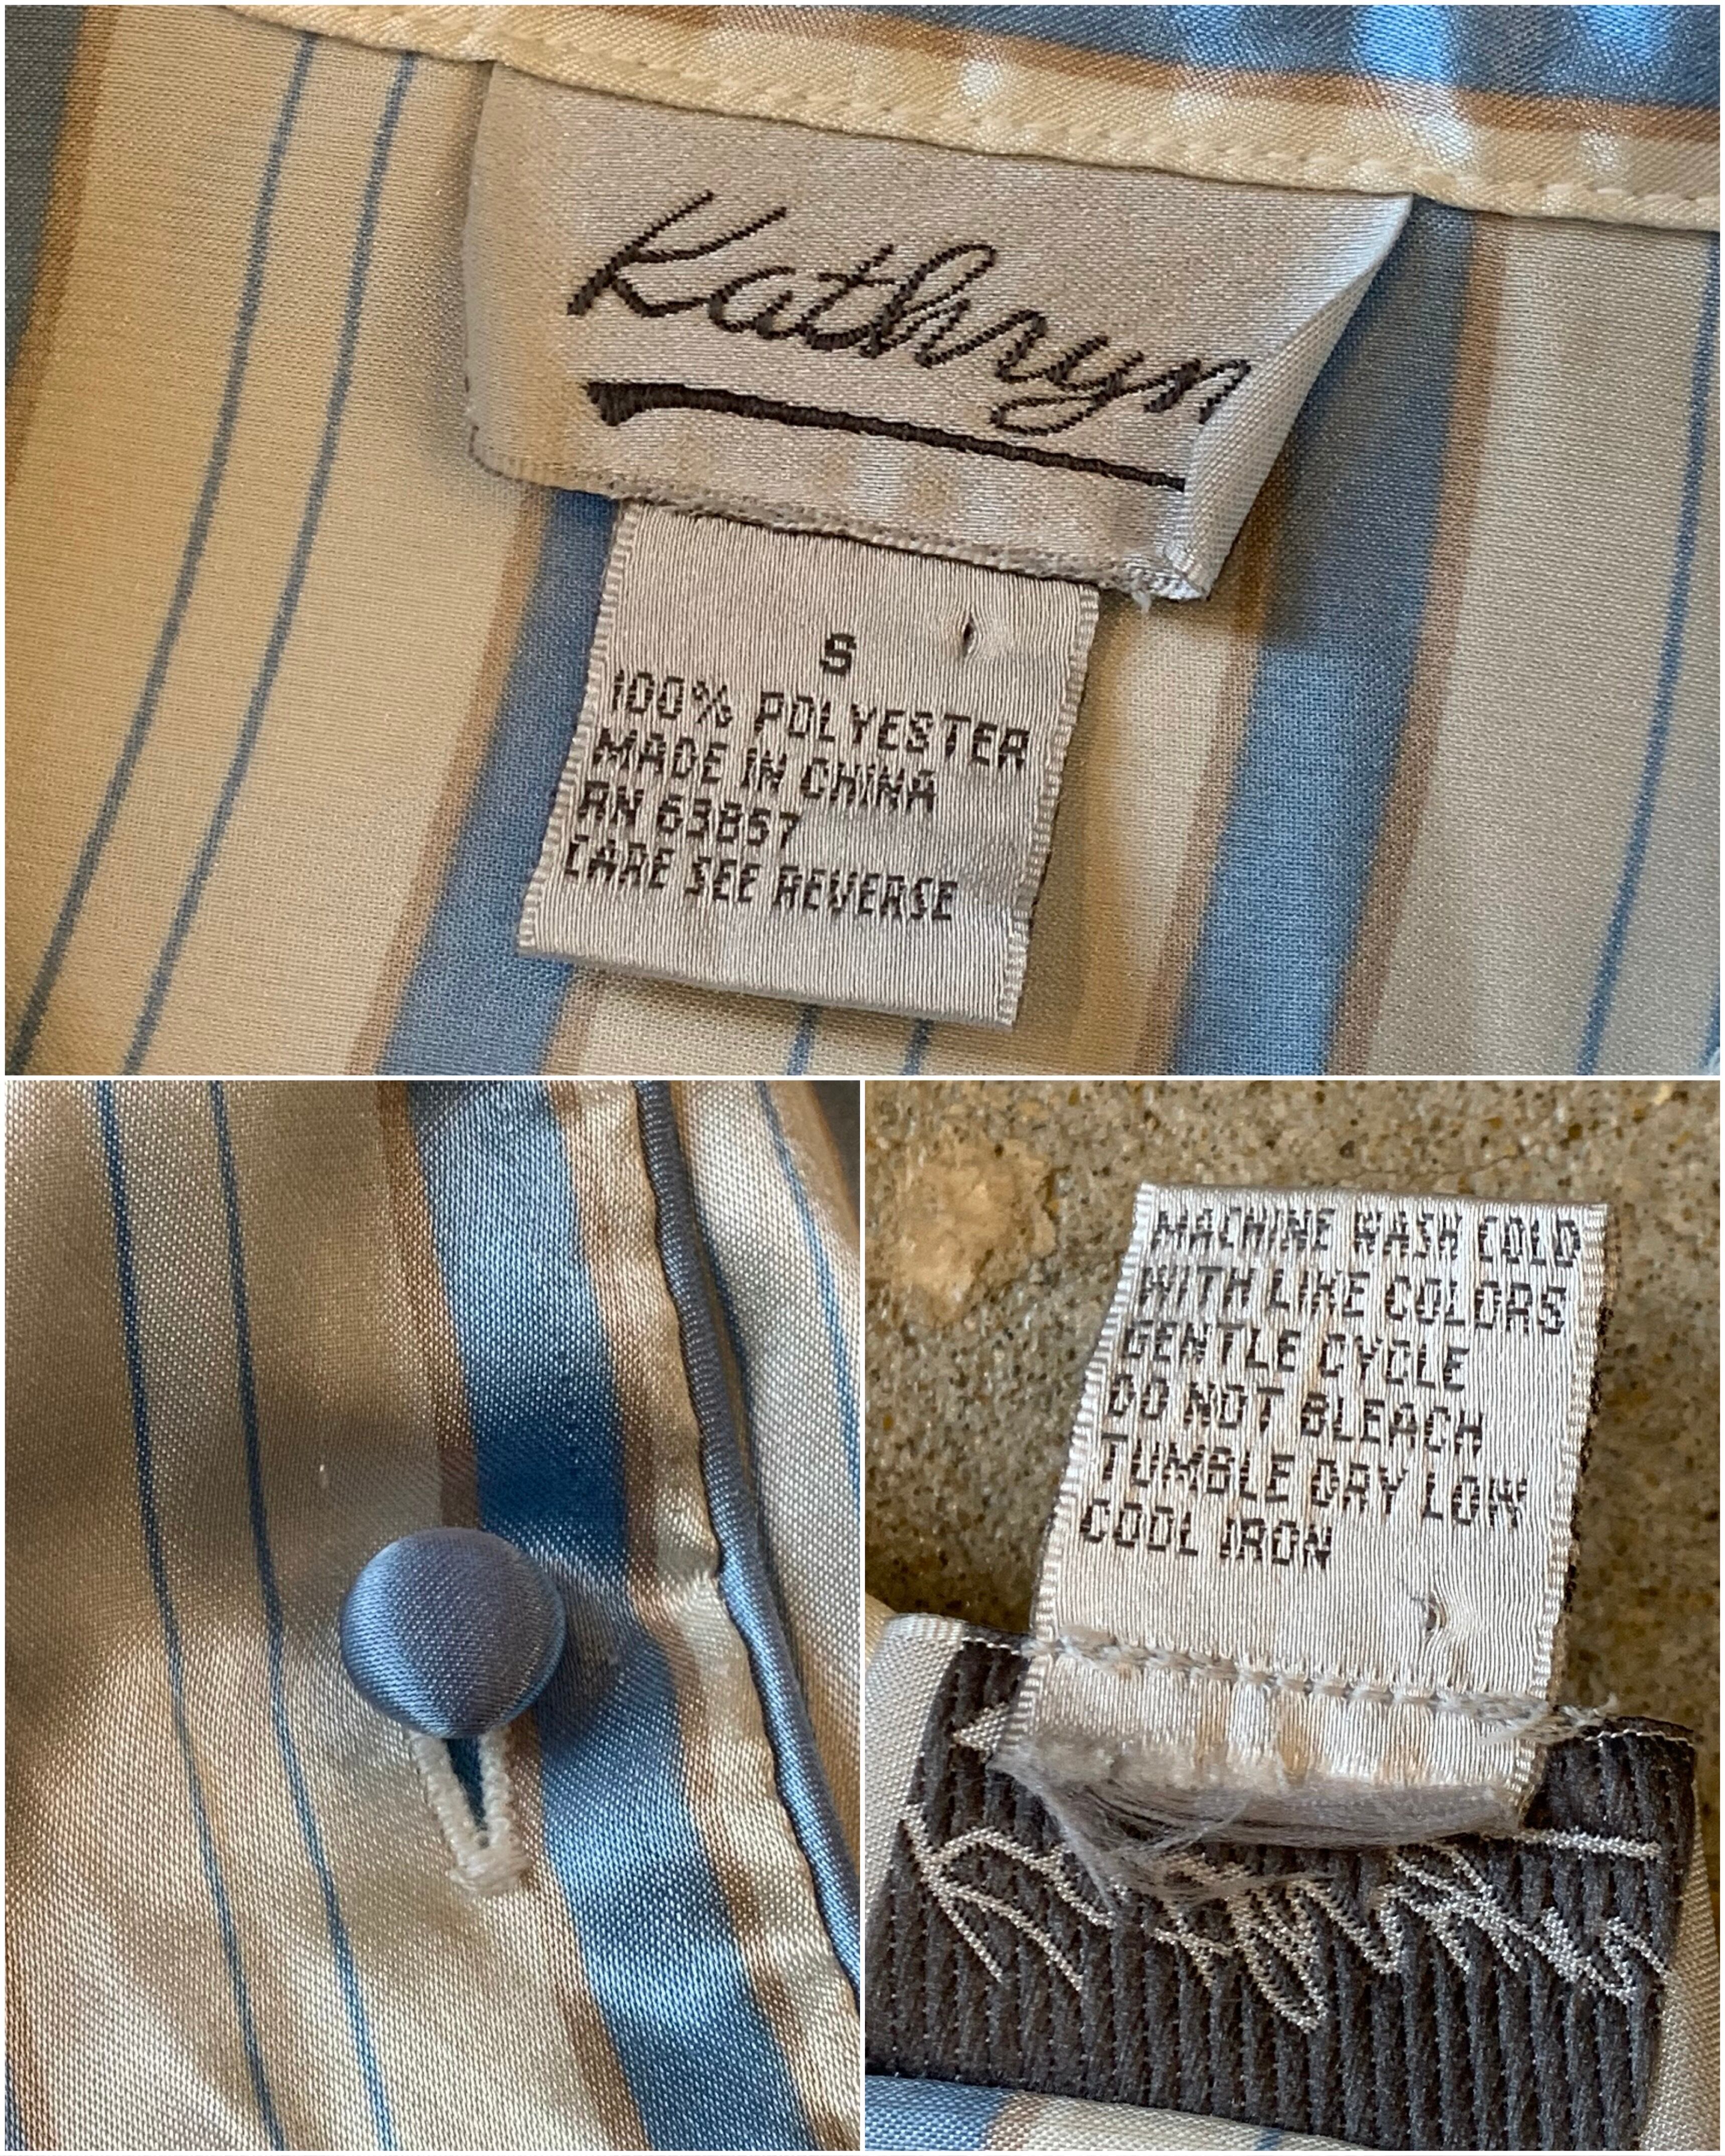 Kathryn
S
100% POLYESTER
MADE IN CHINA
RN 63857
CARE SEE REVERSE
MACHINE WASH COLD
WITH LIKE COLORS
GENTLE CYCLE
DO NOT BLEACH
TUMBLE DRY LOW
COOL IRON